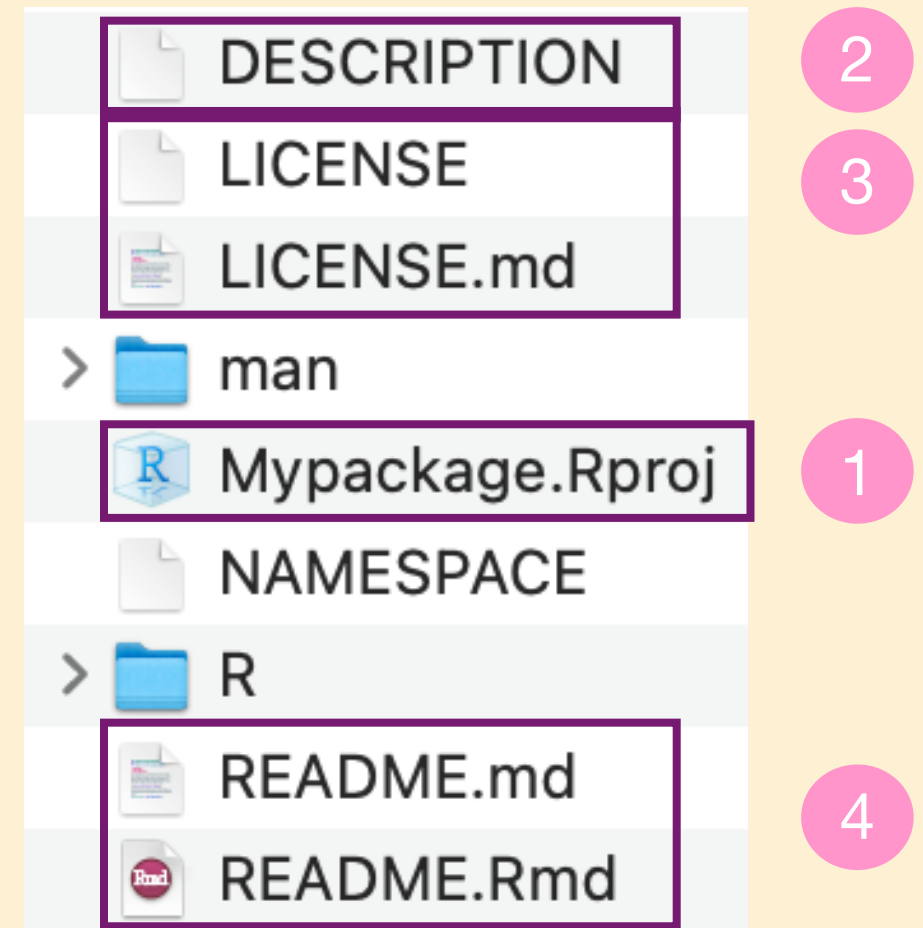 DESCRIPTION 2
LICENSE 3
LICENSE.md
man
Mypackage.Rproj 1
NAMESPACE
R
README.md
4
README.Rmd